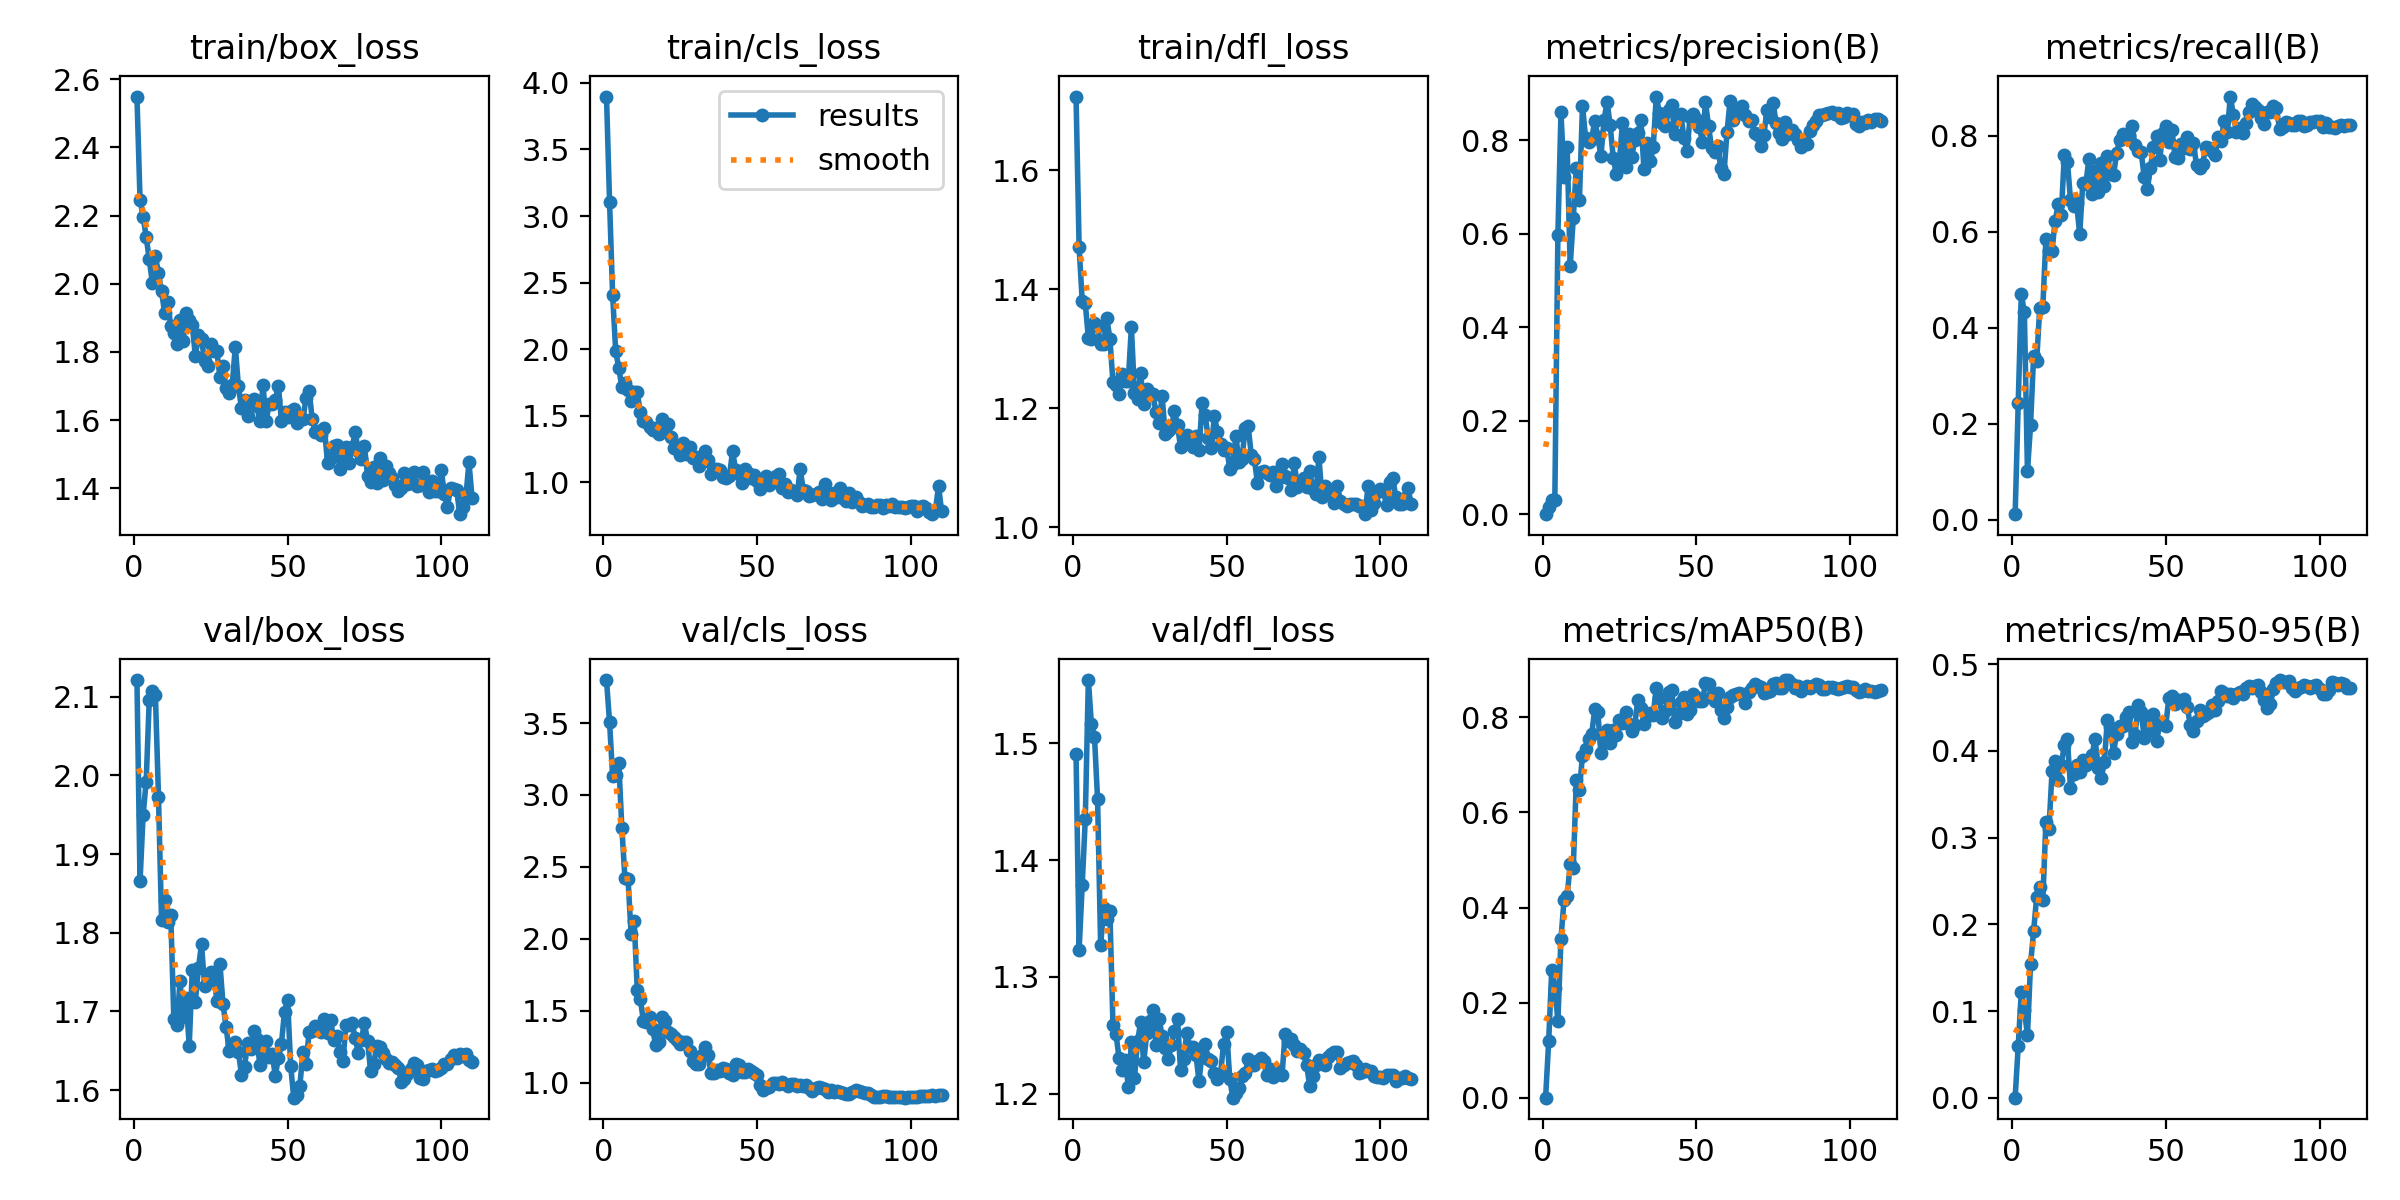 train/box_loss
2.6
2.4
2.2
2.0
1.8
1.6
1.4
0 50 100
train/cls_loss
4.0
3.5
3.0
2.5
2.0
1.5
1.0
0 50 100
results
smooth
train/dfl_loss
1.6
1.4
1.2
1.0
0 50 100
metrics/precision(B)
0.8
0.6
0.4
0.2
0.0
0 50 100
metrics/recall(B)
0.8
0.6
0.4
0.2
0.0
0 50 100
val/box_loss
2.1
2.0
1.9
1.8
1.7
1.6
0 50 100
val/cls_loss
3.5
3.0
2.5
2.0
1.5
1.0
0 50 100
val/dfl_loss
1.5
1.4
1.3
1.2
0 50 100
metrics/mAP50(B)
0.8
0.6
0.4
0.2
0.0
0 50 100
metrics/mAP50-95(B)
0.5
0.4
0.3
0.2
0.1
0.0
0 50 100